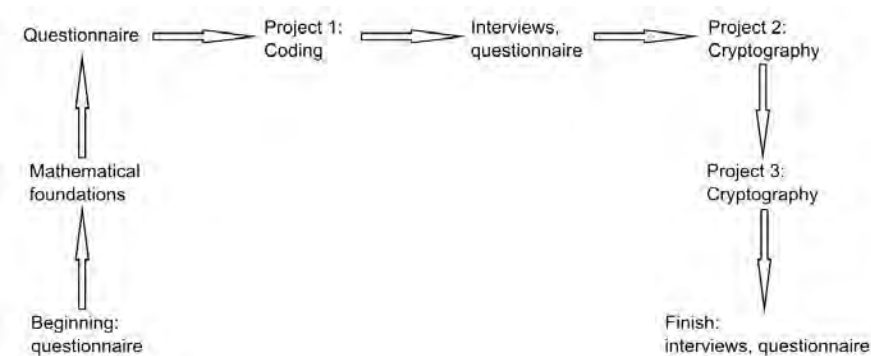 Questionnaire
Project 1:
Coding
Interviews,
questionnaire
Project 2:
Cryptography
Mathematical
foundations
Project 3:
Cryptography
Beginning:
questionnaire
Finish:
interviews, questionnaire